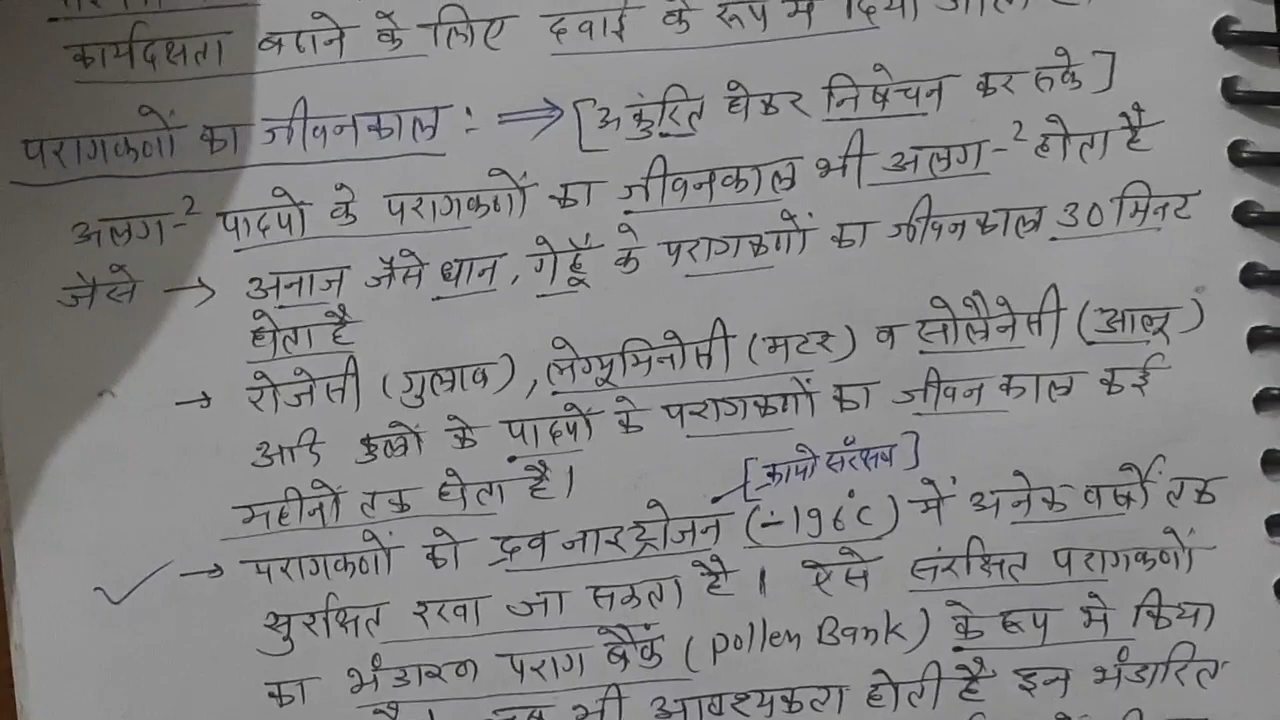 कार्यदक्षता बढाने के लिए दवाई के रूप में दिया
परागकणों का जीवनकाल : ⇒ [अकुंरित होकर निषेचन कर सके]
अलग-2 पादपो के परागकणों का जीवनकाल भी अलग-2 होता है
जैसे → अनाज जैसे धान, गेहूँ के परागकणों का जीवनकाल 30 मिनट
होता है
→ रोजेसी (गुलाब), लेग्यूमिनोसी (मटर) व सोलैनेसी (आलू)
आदि कुलों के पादपो के परागकणों का जीवन काल कई
महीनों तक होता है।
[क्रायो संरक्षण]
→ परागकणों को द्रव नाइट्रोजन (-196°C) में अनेक वर्षों तक
सुरक्षित रखा जा सकता है। ऐसे संरक्षित परागकणों
का भंडारण पराग बैंक (pollen Bank) के रूप मे किया
भी आवश्यकता होती है इन भंडारित